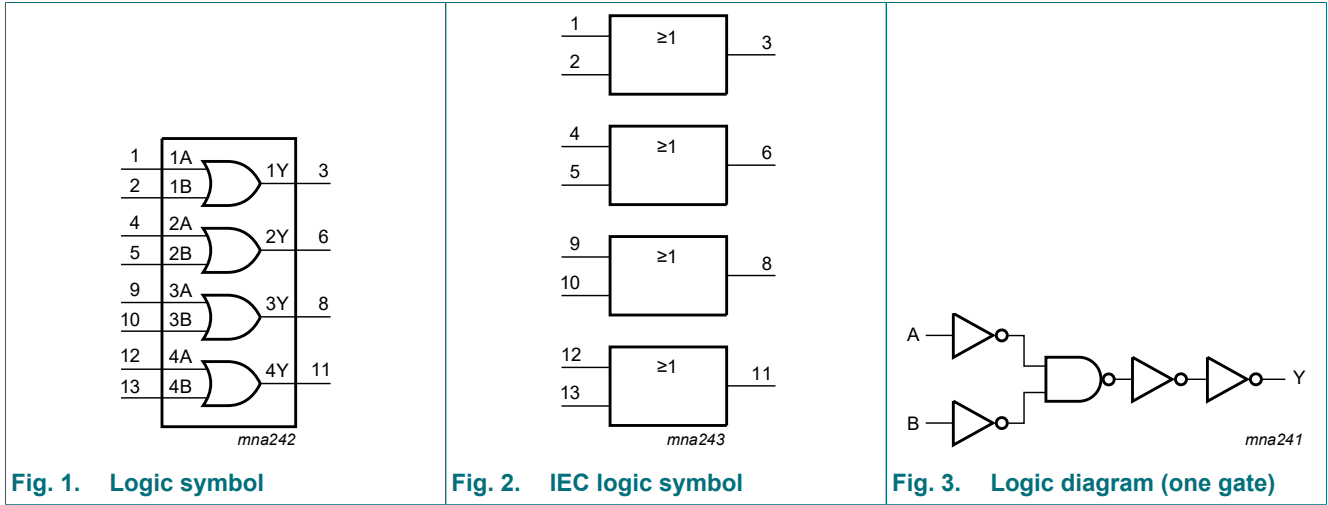 1 1A 1Y 3
2 1B
4 2A 2Y 6
5 2B
9 3A 3Y 8
10 3B
12 4A 4Y 11
13 4B
mna242
Fig. 1. Logic symbol
1 ≥1 3
2
4 ≥1 6
5
9 ≥1 8
10
12 ≥1 11
13
mna243
Fig. 2. IEC logic symbol
A
Y
B
mna241
Fig. 3. Logic diagram (one gate)